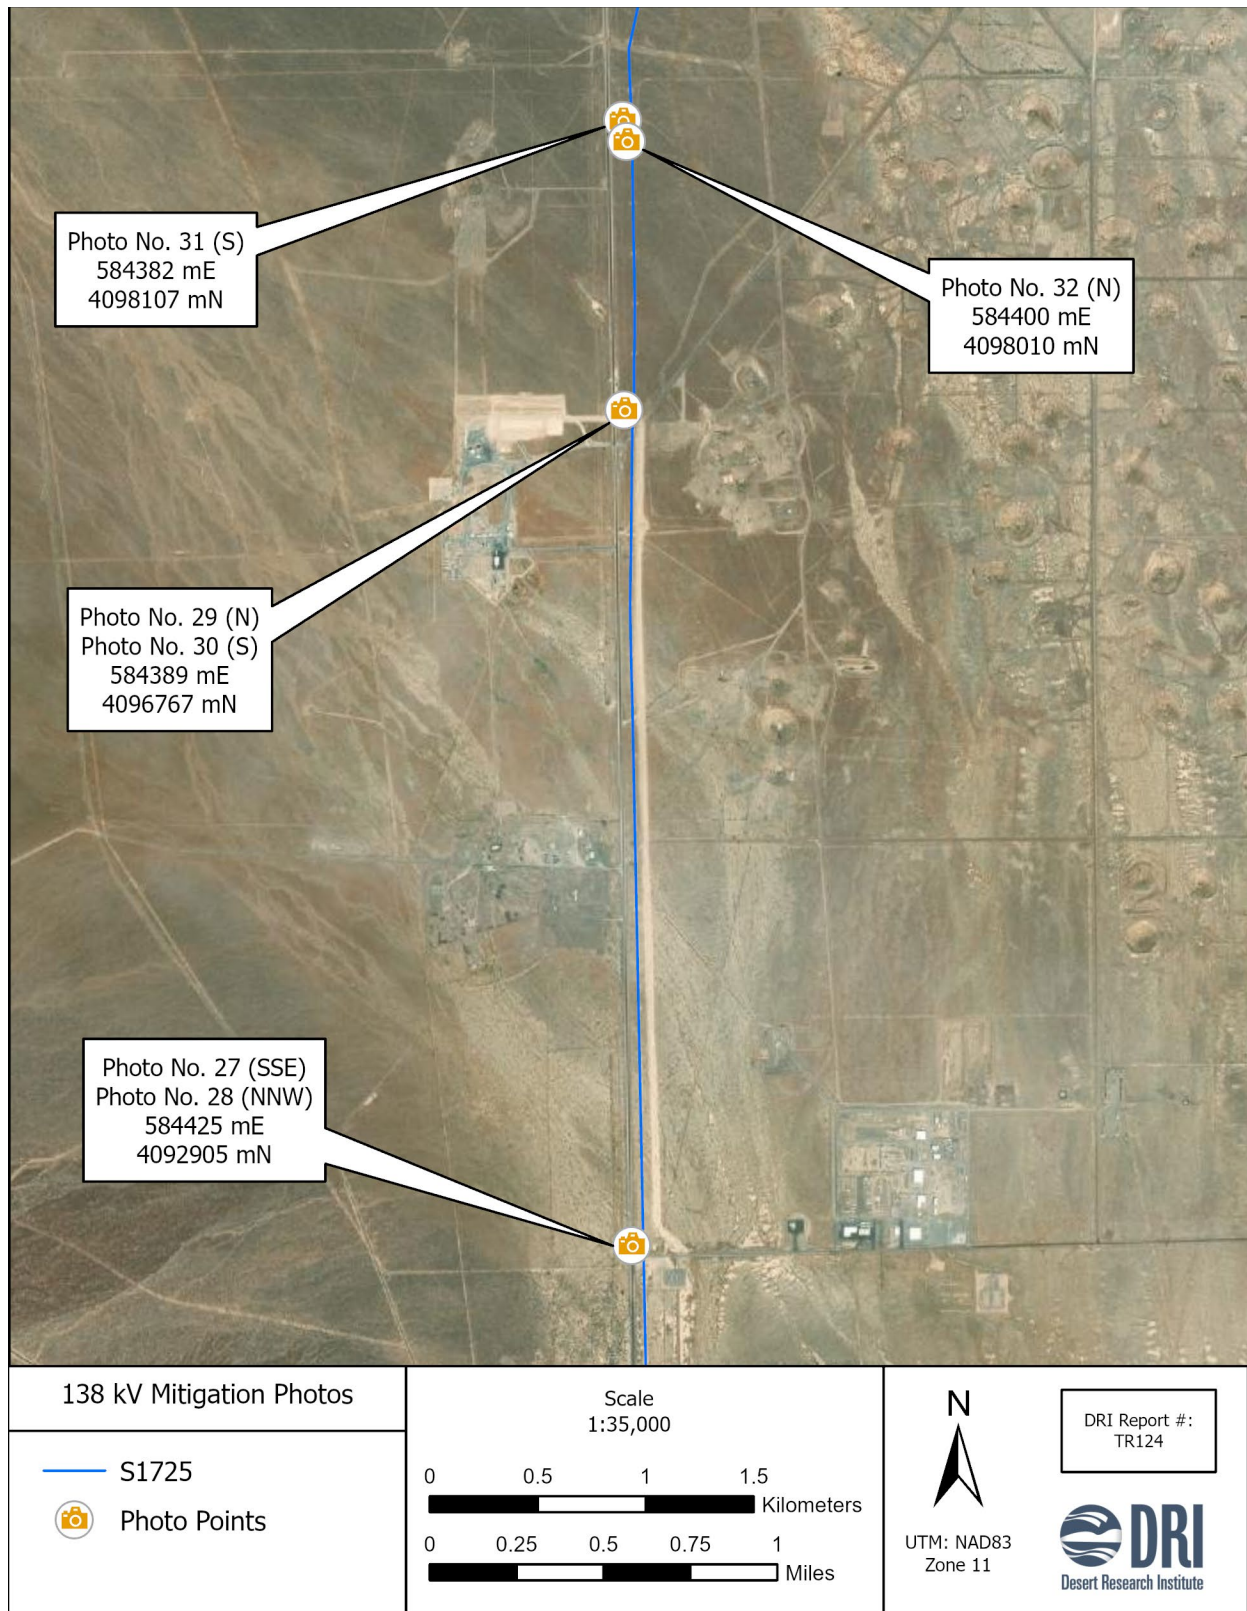 Photo No. 31 (S)
584382 mE
4098107 mN
Photo No. 32 (N)
584400 mE
4098010 mN
Photo No. 29 (N)
Photo No. 30 (S)
584389 mE
4096767 mN
Photo No. 27 (SSE)
Photo No. 28 (NNW)
584425 mE
4092905 mN
138 kV Mitigation Photos
S1725
Photo Points
Scale
1:35,000
0 0.5 1 1.5
Kilometers
0 0.25 0.5 0.75 1
Miles
N
UTM: NAD83
Zone 11
DRI Report #:
TR124
DRI
Desert Research Institute